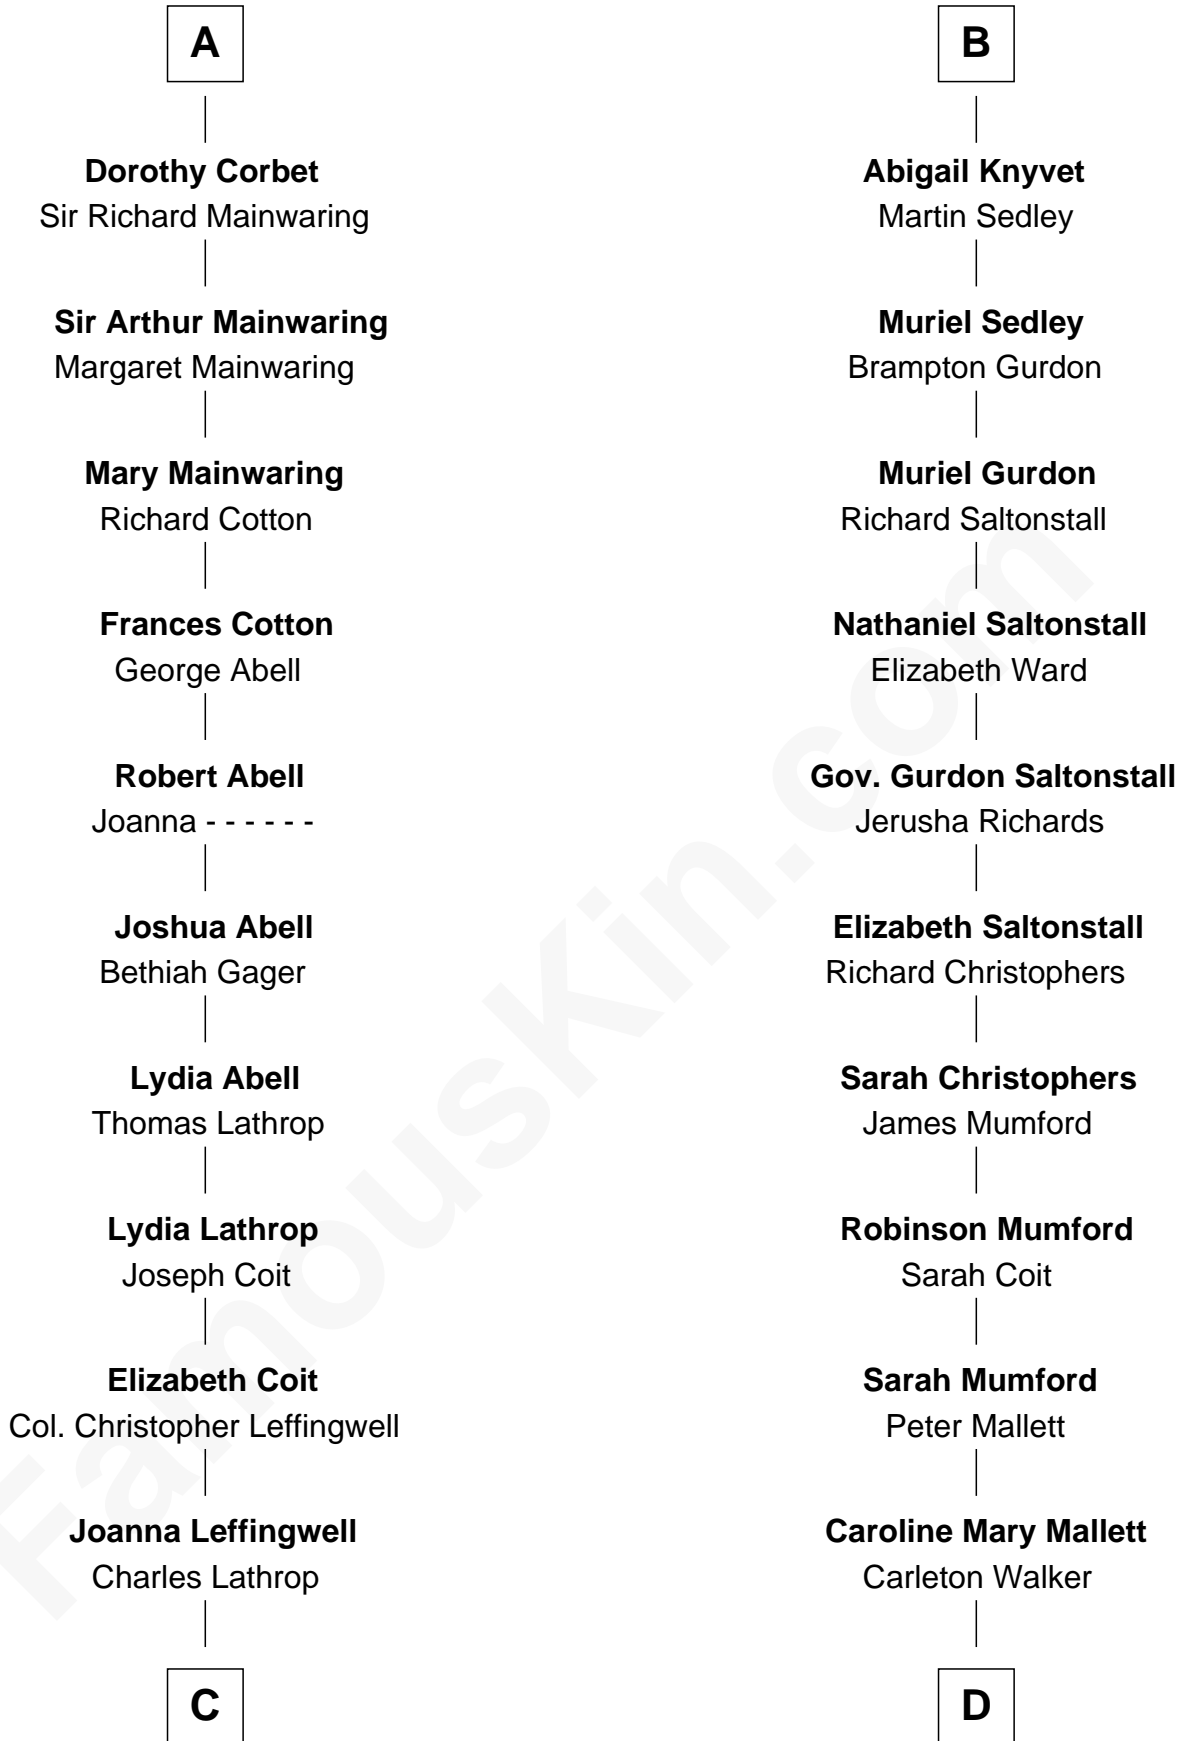 A
Dorothy Corbet
Sir Richard Mainwaring
Sir Arthur Mainwaring
Margaret Mainwaring
Mary Mainwaring
Richard Cotton
Frances Cotton
George Abell
Robert Abell
Joanna - - - - - -
Joshua Abell
Bethiah Gager
Lydia Abell
Thomas Lathrop
Lydia Lathrop
Joseph Coit
Elizabeth Coit
Col. Christopher Leffingwell
Joanna Leffingwell
Charles Lathrop
C
B
Abigail Knyvet
Martin Sedley
Muriel Sedley
Brampton Gurdon
Muriel Gurdon
Richard Saltonstall
Nathaniel Saltonstall
Elizabeth Ward
Gov. Gurdon Saltonstall
Jerusha Richards
Elizabeth Saltonstall
Richard Christophers
Sarah Christophers
James Mumford
Robinson Mumford
Sarah Coit
Sarah Mumford
Peter Mallett
Caroline Mary Mallett
Carleton Walker
D
FamousKin.com